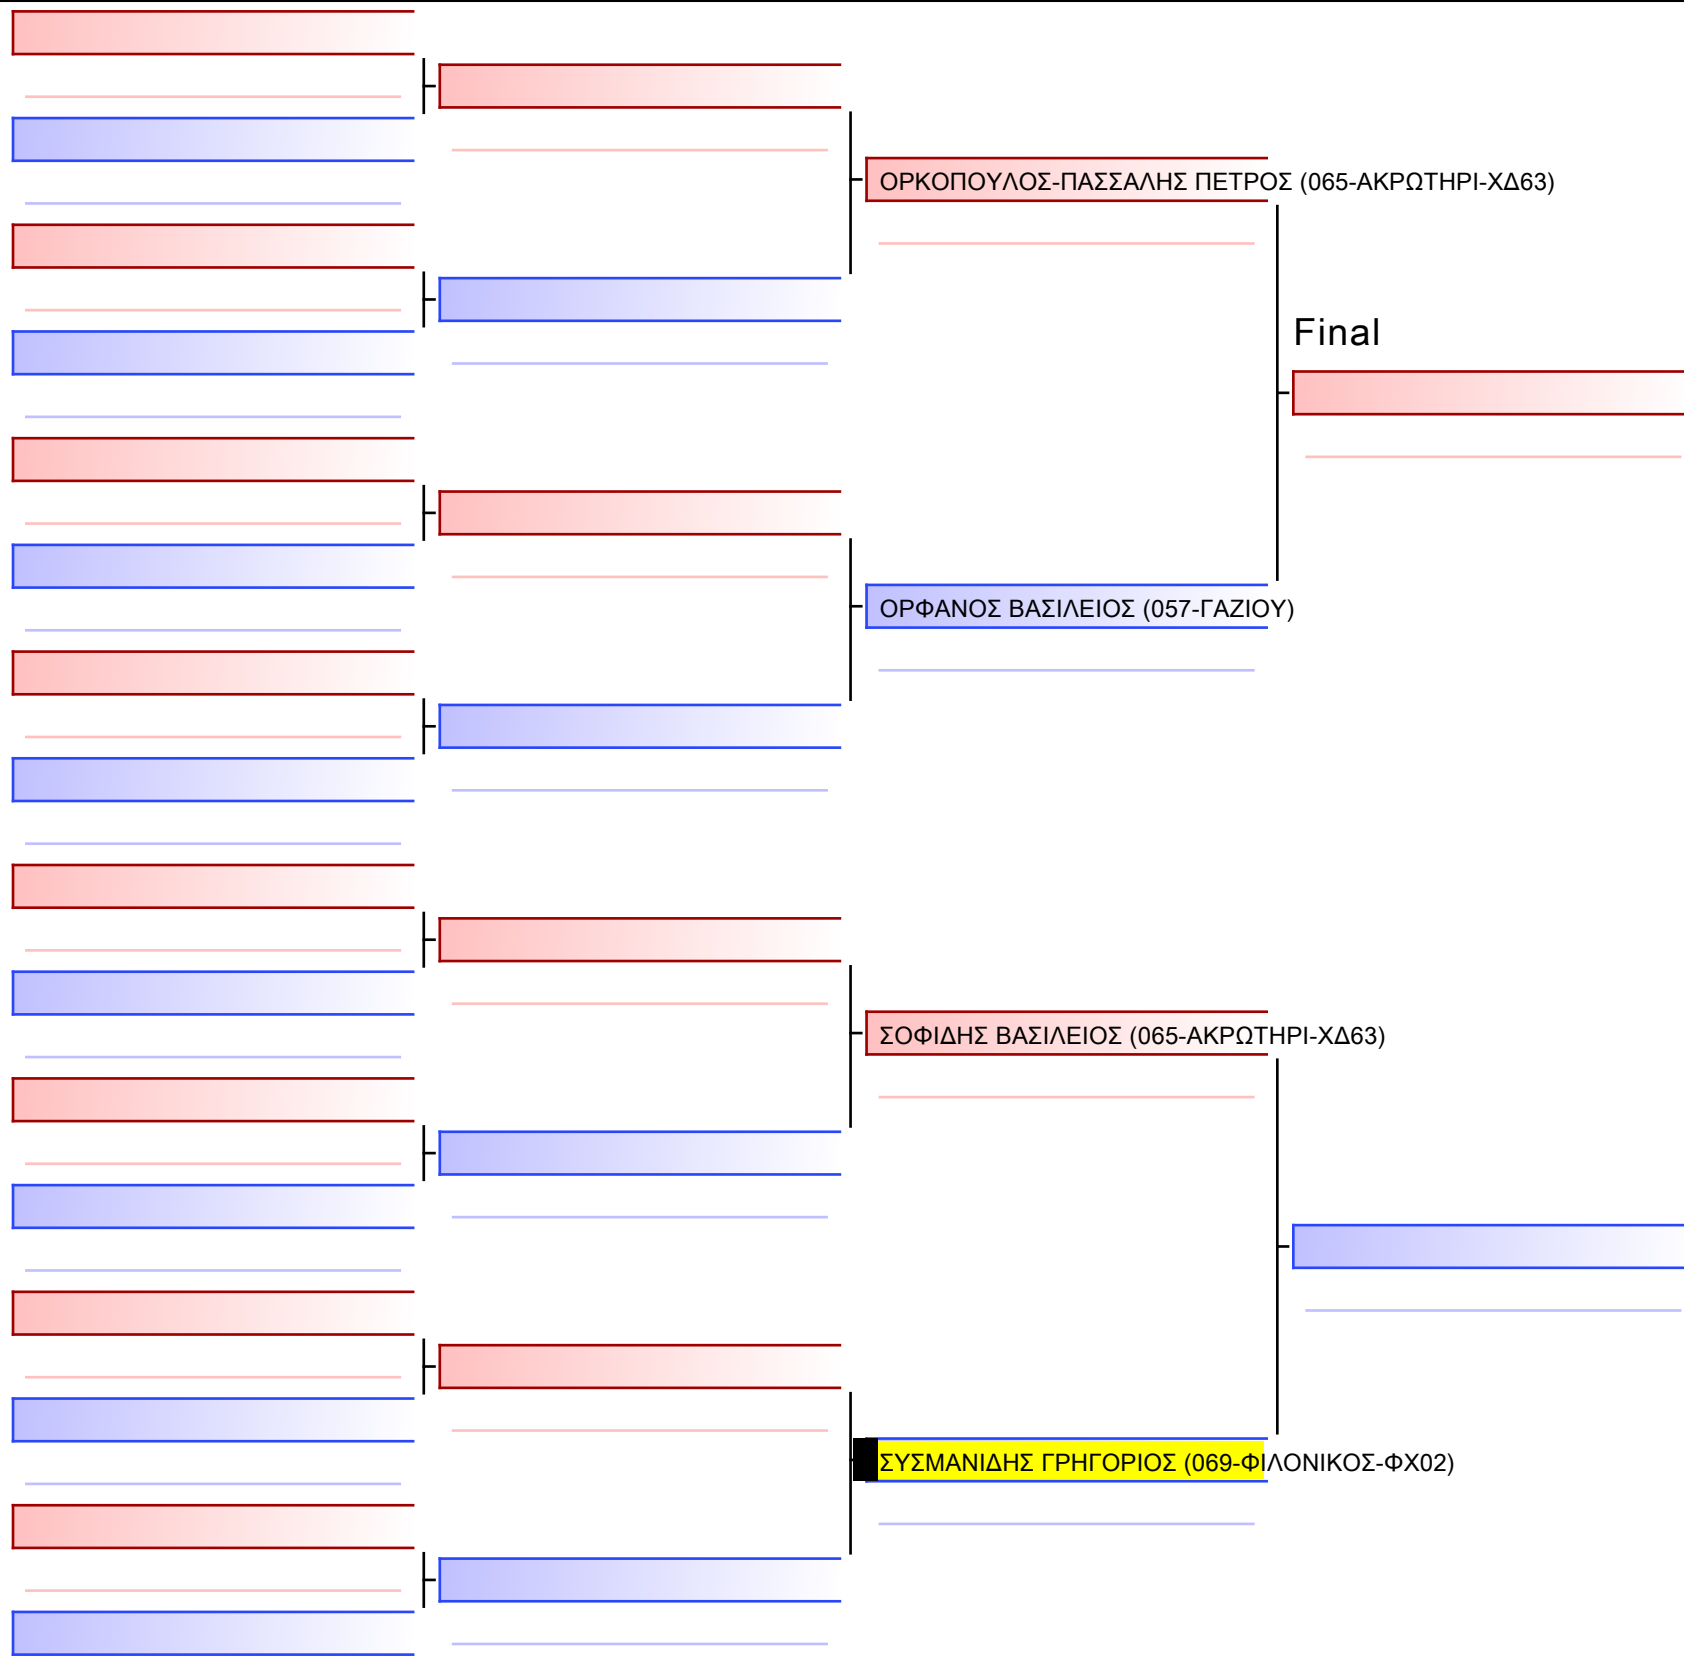 ΟΡΚΟΠΟΥΛΟΣ-ΠΑΣΣΑΛΗΣ ΠΕΤΡΟΣ (065-ΑΚΡΩΤΗΡΙ-ΧΔ63)
Final
ΟΡΦΑΝΟΣ ΒΑΣΙΛΕΙΟΣ (057-ΓΑΖΙΟΥ)
ΣΟΦΙΔΗΣ ΒΑΣΙΛΕΙΟΣ (065-ΑΚΡΩΤΗΡΙ-ΧΔ63)
ΣΥΣΜΑΝΙΔΗΣ ΓΡΗΓΟΡΙΟΣ (069-ΦΙΛΟΝΙΚΟΣ-ΦΧ02)